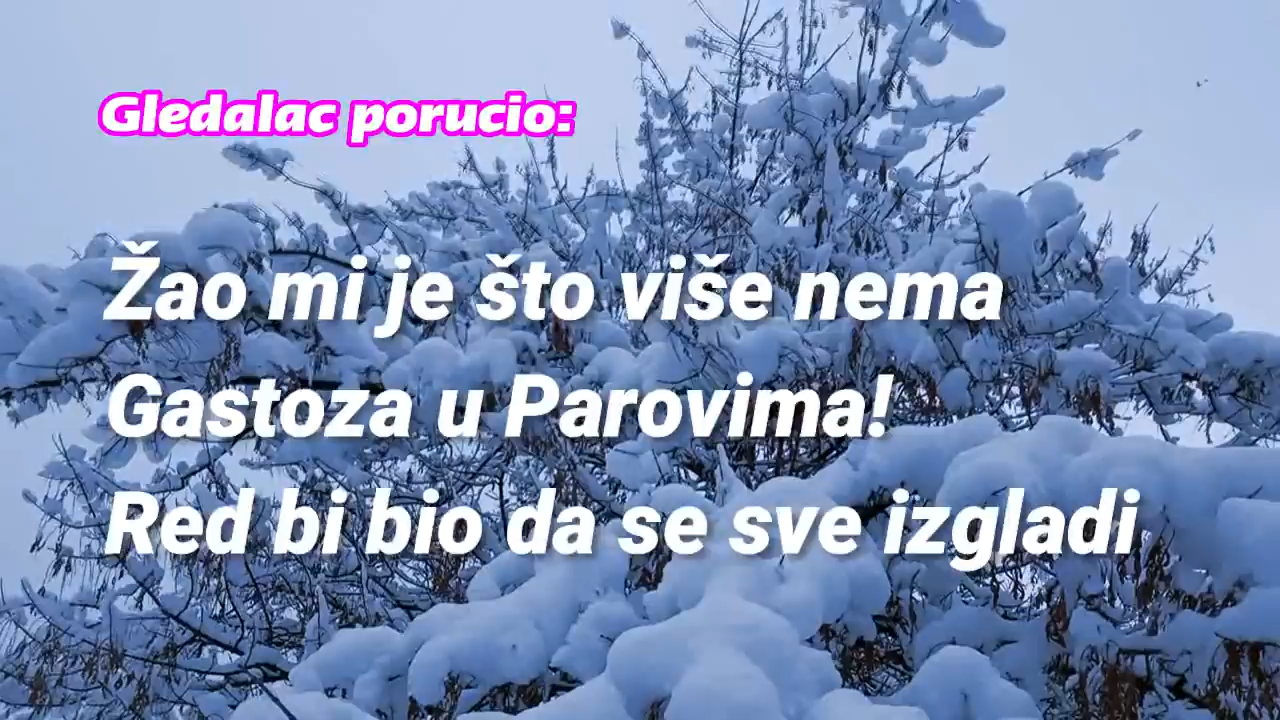 Gledalac porucio:
Žao mi je što više nema
Gastoza u Parovima!
Red bi bio da se sve izgladi